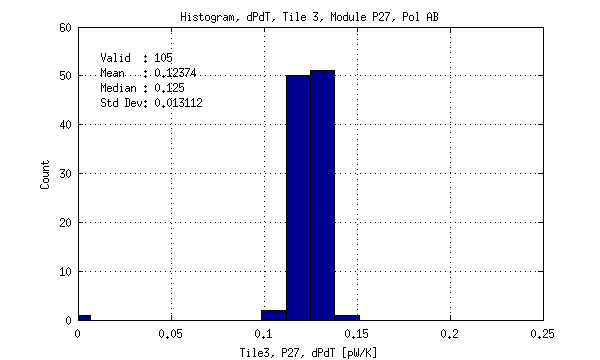 Histogram, dPdT, Tile 3, Module P27, Pol AB
60
50
40
30
20
10
0
Count
Valid : 105
Mean : 0.12374
Median : 0.125
Std Dev: 0.013112
0 0.05 0.1 0.15 0.2 0.25
Tile3, P27, dPdT [pW/K]